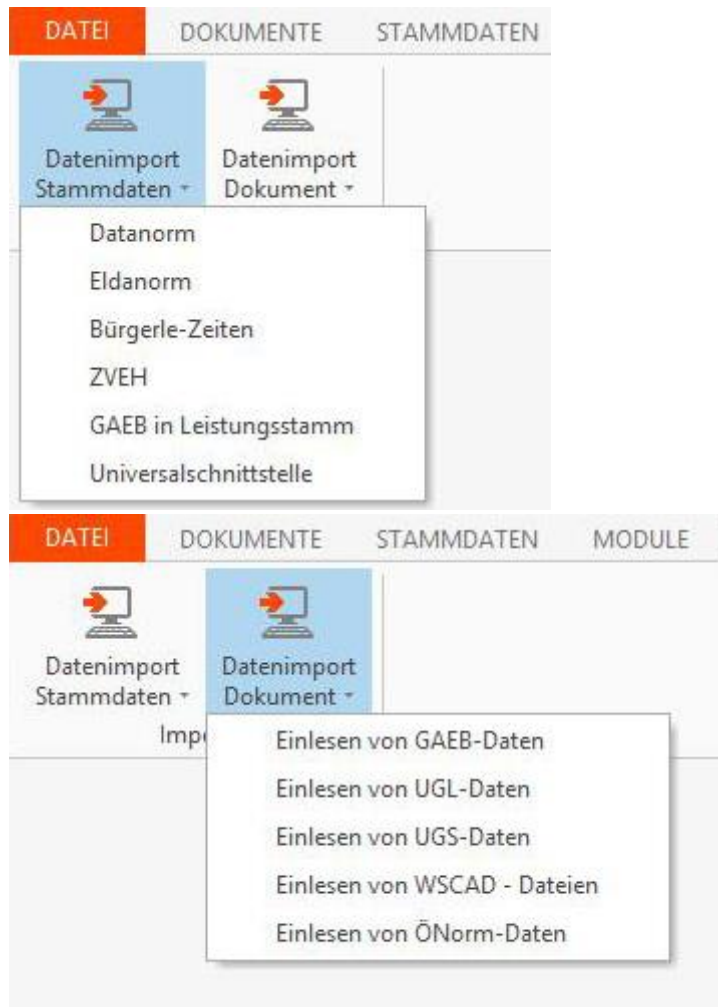 DATEI DOKUMENTE STAMMDATEN
Datenimport Datenimport
Stammdaten Dokument
Datanorm
Eldanorm
Bürgerle-Zeiten
ZVEH
GAEB in Leistungsstamm
Universalschnittstelle
DATEI DOKUMENTE STAMMDATEN MODULE
Datenimport Datenimport
Stammdaten Dokument
Impo
Einlesen von GAEB-Daten
Einlesen von UGL-Daten
Einlesen von UGS-Daten
Einlesen von WSCAD - Dateien
Einlesen von ÖNorm-Daten